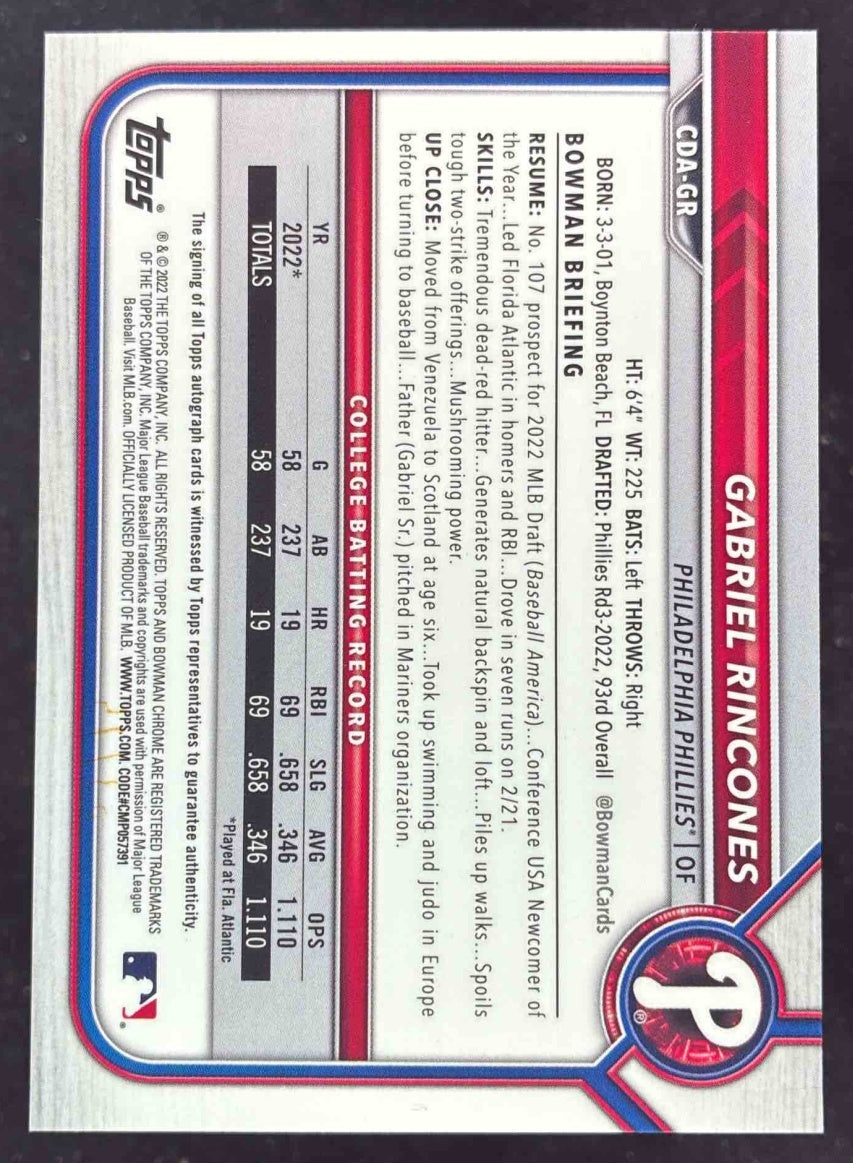 CDA-GR
GABRIEL RINCONES
PHILADELPHIA PHILLIES® | OF
P®
HT: 6'4" WT: 225 BATS: Left THROWS: Right
BORN: 3-3-01, Boynton Beach, FL DRAFTED: Phillies Rd3-2022, 93rd Overall @BowmanCards
BOWMAN BRIEFING
RESUME: No. 107 prospect for 2022 MLB Draft (Baseball America)...Conference USA Newcomer of
the Year...Led Florida Atlantic in homers and RBI...Drove in seven runs on 2/21.
SKILLS: Tremendous dead-red hitter...Generates natural backspin and loft...Piles up walks...Spoils
tough two-strike offerings...Mushrooming power.
UP CLOSE: Moved from Venezuela to Scotland at age six...Took up swimming and judo in Europe
before turning to baseball...Father (Gabriel Sr.) pitched in Mariners organization.
COLLEGE BATTING RECORD
YR G AB HR RBI SLG AVG OPS
2022* 58 237 19 69 .658 .346 1.110
TOTALS 58 237 19 69 .658 .346 1.110
*Played at Fla. Atlantic
The signing of all Topps autograph cards is witnessed by Topps representatives to guarantee authenticity.
topps®
® & © 2022 THE TOPPS COMPANY, INC. ALL RIGHTS RESERVED. TOPPS AND BOWMAN CHROME ARE REGISTERED TRADEMARKS
OF THE TOPPS COMPANY, INC. Major League Baseball trademarks and copyrights are used with permission of Major League
Baseball. Visit MLB.com. OFFICIALLY LICENSED PRODUCT OF MLB. WWW.TOPPS.COM. CODE#CMP057391